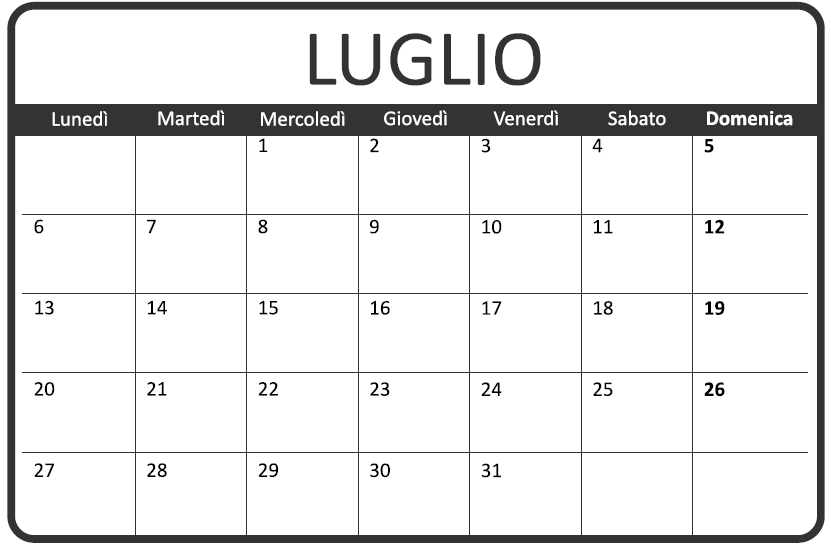 LUGLIO
Lunedì Martedì Mercoledì Giovedì Venerdì Sabato Domenica
1 2 3 4 5
6 7 8 9 10 11 12
13 14 15 16 17 18 19
20 21 22 23 24 25 26
27 28 29 30 31